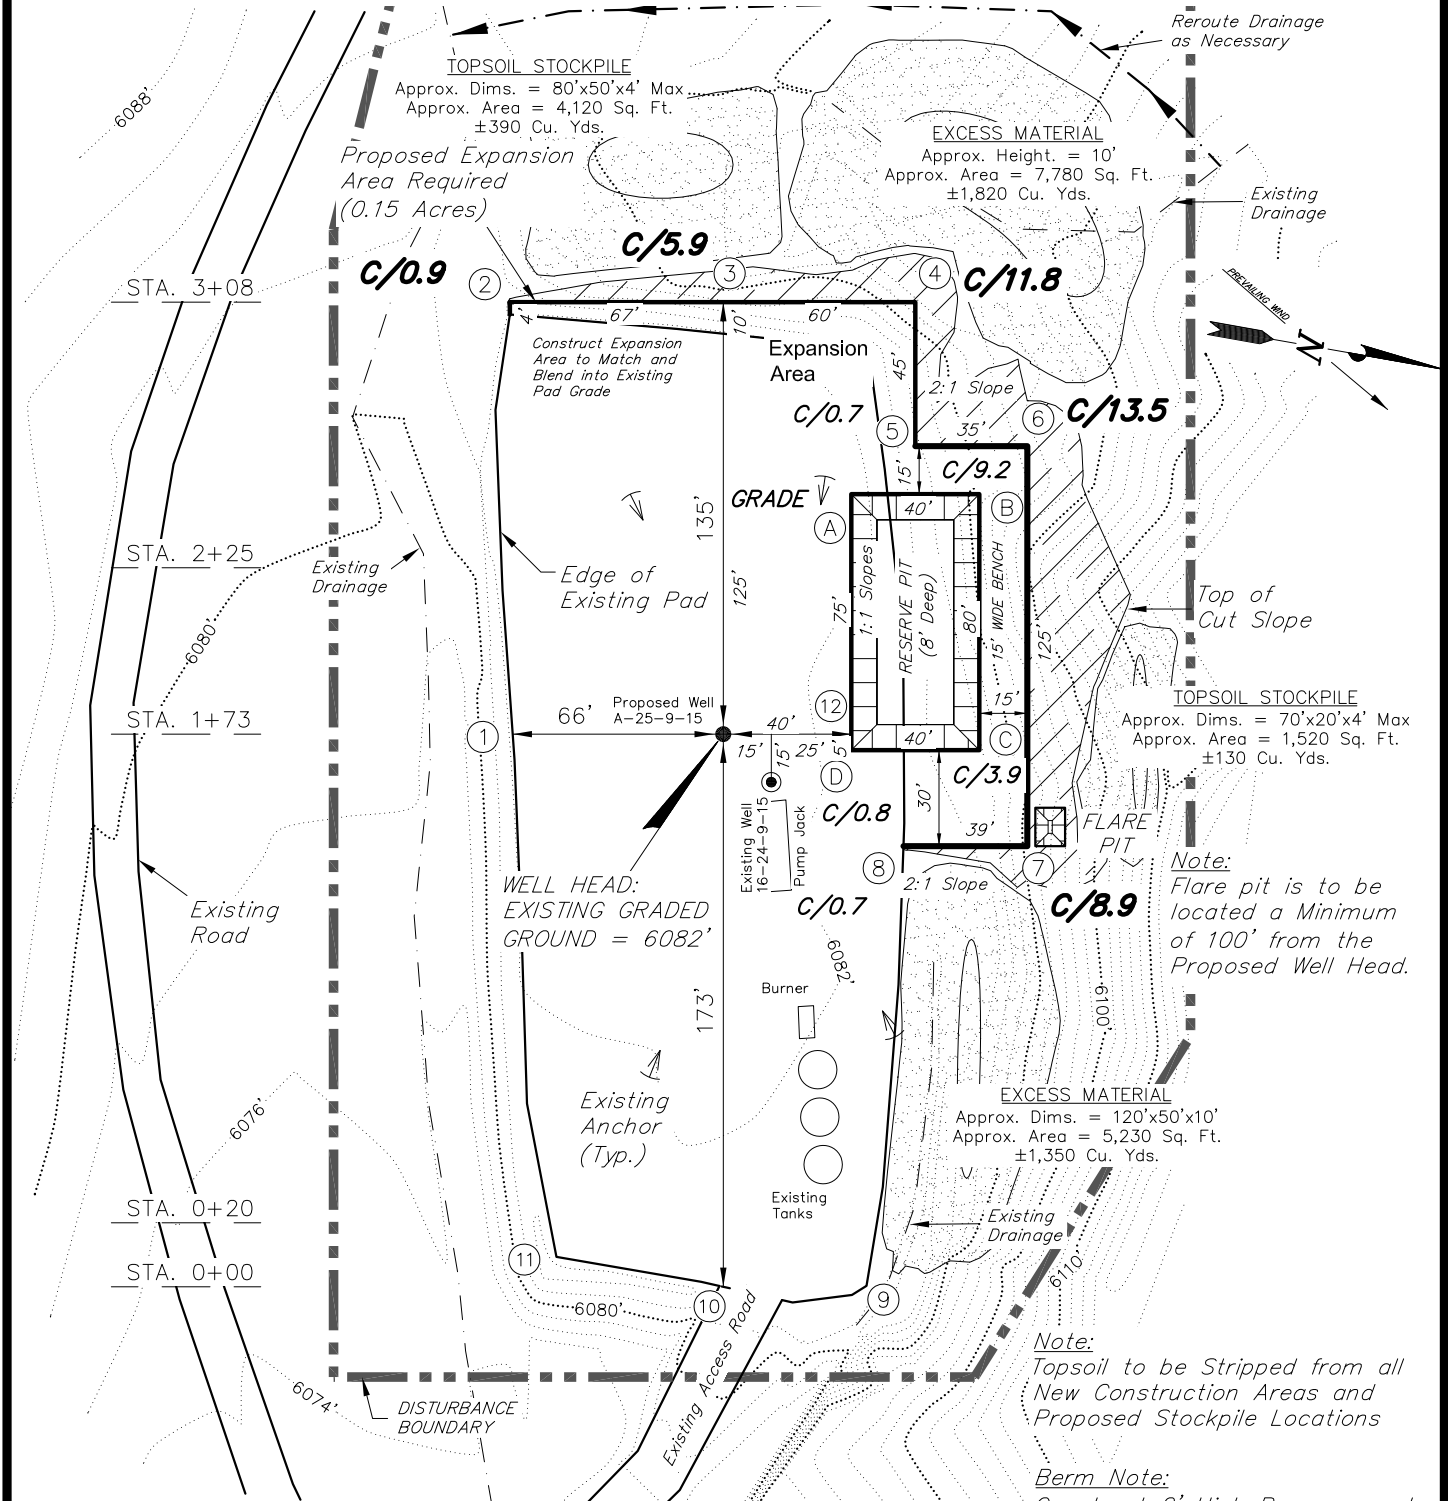 Reroute Drainage
as Necessary
6088'
TOPSOIL STOCKPILE
Approx. Dims. = 80'x50'x4' Max
Approx. Area = 4,120 Sq. Ft.
±390 Cu. Yds.
EXCESS MATERIAL
Approx. Height. = 10'
Approx. Area = 7,780 Sq. Ft.
±1,820 Cu. Yds.
Proposed Expansion
Area Required
(0.15 Acres)
Existing
Drainage
C/0.9
C/5.9
C/11.8
2
3
4
STA. 3+08
PREVAILING WIND
N
4'
67'
10'
60'
Construct Expansion
Area to Match and
Blend into Existing
Pad Grade
Expansion
Area
45'
2:1 Slope
C/0.7
5
35'
6
C/13.5
15'
C/9.2
GRADE
A
40'
B
135'
STA. 2+25
Existing
Drainage
Edge of
Existing Pad
125'
75'
1:1 Slopes
RESERVE PIT
(8' Deep)
80'
15' WIDE BENCH
125'
Top of
Cut Slope
6080'
STA. 1+73
1
66'
Proposed Well
A-25-9-15
12
40'
15'
25'
15'
5'
40'
15'
C
D
C/3.9
TOPSOIL STOCKPILE
Approx. Dims. = 70'x20'x4' Max
Approx. Area = 1,520 Sq. Ft.
±130 Cu. Yds.
C/0.8
30'
39'
Existing Well
16-24-9-15
Pump Jack
FLARE
PIT
8
7
2:1 Slope
C/0.7
C/8.9
WELL HEAD:
EXISTING GRADED
GROUND = 6082'
Existing
Road
Note:
Flare pit is to be
located a Minimum
of 100' from the
Proposed Well Head.
6082'
6100'
Burner
173'
Existing
Anchor
(Typ.)
6076'
EXCESS MATERIAL
Approx. Dims. = 120'x50'x10'
Approx. Area = 5,230 Sq. Ft.
±1,350 Cu. Yds.
Existing
Tanks
STA. 0+20
Existing
Drainage
11
STA. 0+00
6110'
6080'
10
9
Existing Access Road
6074'
DISTURBANCE
BOUNDARY
Note:
Topsoil to be Stripped from all
New Construction Areas and
Proposed Stockpile Locations
Berm Note: